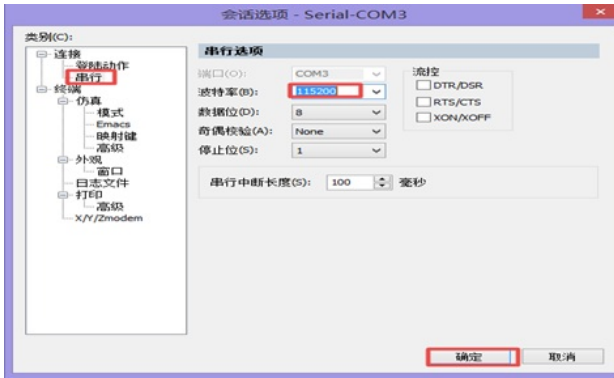 会话选项 - Serial-COM3
类别(C):
连接
登陆动作
串行
终端
仿真
模式
Emacs
映射键
高级
外观
窗口
日志文件
打印
高级
X/Y/Zmodem
串行选项
端口(O): COM3
波特率(B): 115200
数据位(D): 8
奇偶校验(A): None
停止位(S): 1
流控
DTR/DSR
RTS/CTS
XON/XOFF
串行中断长度(S): 100 毫秒
确定 取消